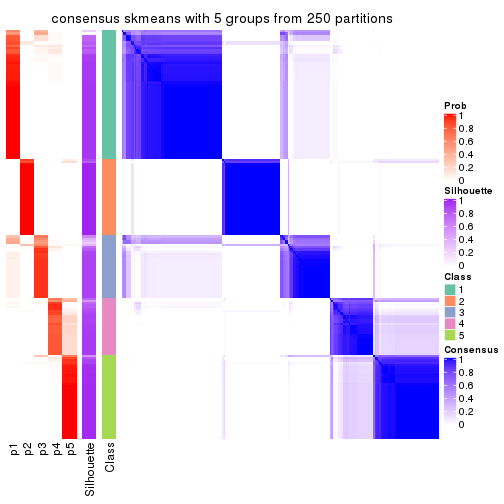 consensus skmeans with 5 groups from 250 partitions
Prob
1
0.8
0.6
0.4
0.2
0
Silhouette
1
0.8
0.6
0.4
0.2
0
Class
1
2
3
4
5
Consensus
1
0.8
0.6
0.4
0.2
0
p1
p2
p3
p4
p5
Silhouette
Class